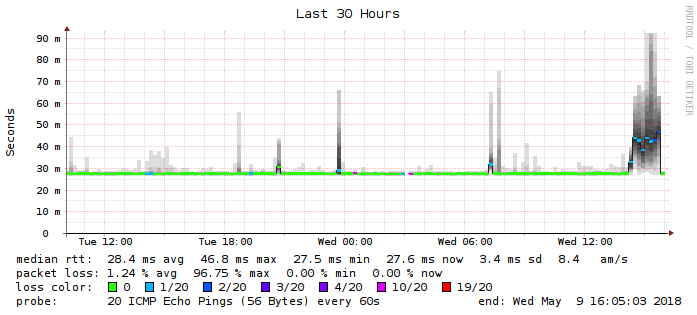 Last 30 Hours
RRDTOOL / TOBI OETIKER
Seconds
90 m
80 m
70 m
60 m
50 m
40 m
30 m
20 m
10 m
0
Tue 12:00 Tue 18:00 Wed 00:00 Wed 06:00 Wed 12:00
median rtt: 28.4 ms avg 46.8 ms max 27.5 ms min 27.6 ms now 3.4 ms sd 8.4 am/s
packet loss: 1.24 % avg 96.75 % max 0.00 % min 0.00 % now
loss color: 0 1/20 2/20 3/20 4/20 10/20 19/20
probe: 20 ICMP Echo Pings (56 Bytes) every 60s end: Wed May 9 16:05:03 2018